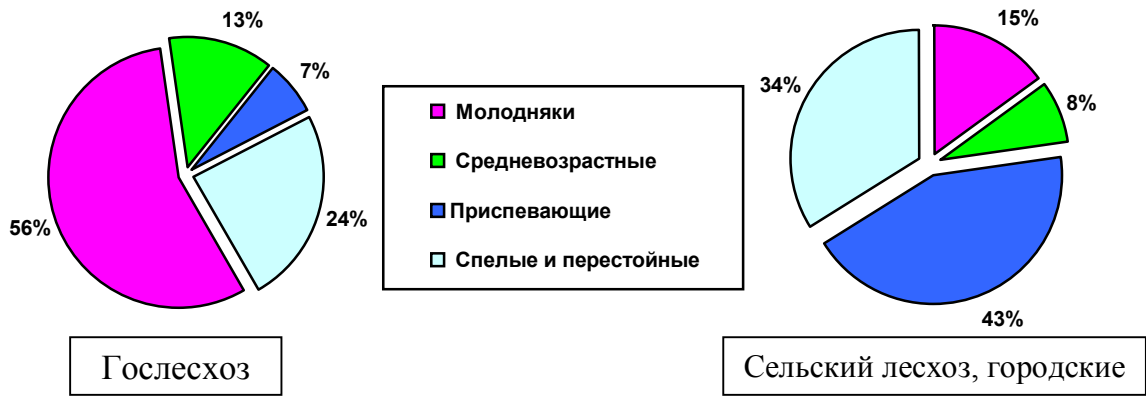 13%
7%
24%
56%
Гослесхоз
Молодняки
Средневозрастные
Приспевающие
Спелые и перестойные
15%
8%
43%
34%
Сельский лесхоз, городские